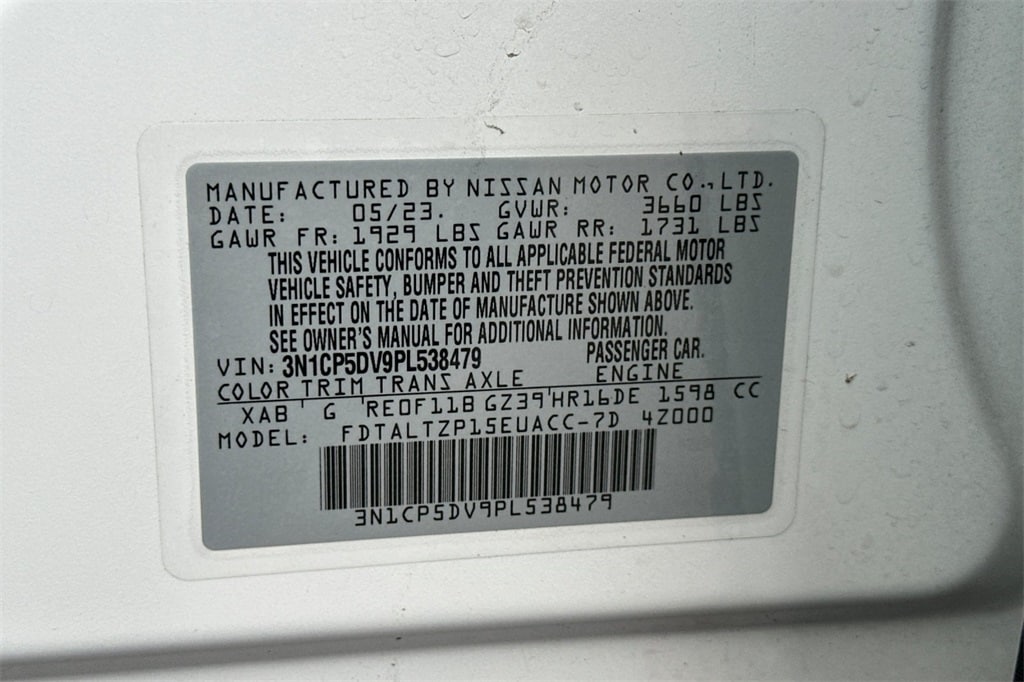 MANUFACTURED BY NISSAN MOTOR CO., LTD.
DATE: 05/23. GVWR: 3660 LBS
GAWR FR: 1929 LBS GAWR RR: 1731 LBS
THIS VEHICLE CONFORMS TO ALL APPLICABLE FEDERAL MOTOR
VEHICLE SAFETY, BUMPER AND THEFT PREVENTION STANDARDS
IN EFFECT ON THE DATE OF MANUFACTURE SHOWN ABOVE.
SEE OWNER'S MANUAL FOR ADDITIONAL INFORMATION.
VIN: 3N1CP5DV9PL538479 PASSENGER CAR.
COLOR TRIM TRANS AXLE ENGINE
XAB G RE0F11B GZ39 HR16DE 1598 CC
MODEL: FDTALTZP15EUACC-7D 4Z000
3N1CP5DV9PL538479